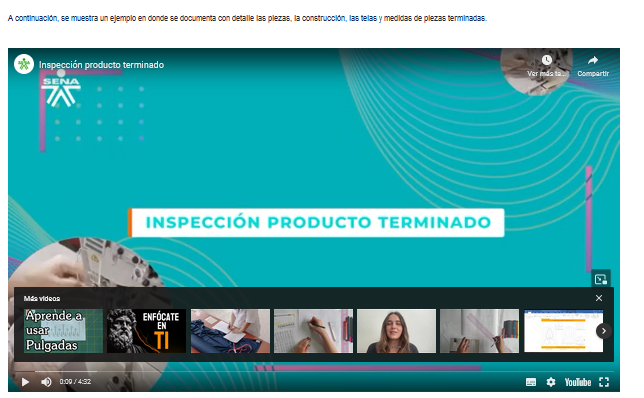 A continuación, se muestra un ejemplo en donde se documenta con detalle las piezas, la construcción, las telas y medidas de piezas terminadas.
Inspección producto terminado
Ver más ta...
Compartir
SENA
INSPECCIÓN PRODUCTO TERMINADO
Más videos
Aprende a
usar
Pulgadas
ENFÓCATE
EN
TI
0:09 / 4:32
YouTube